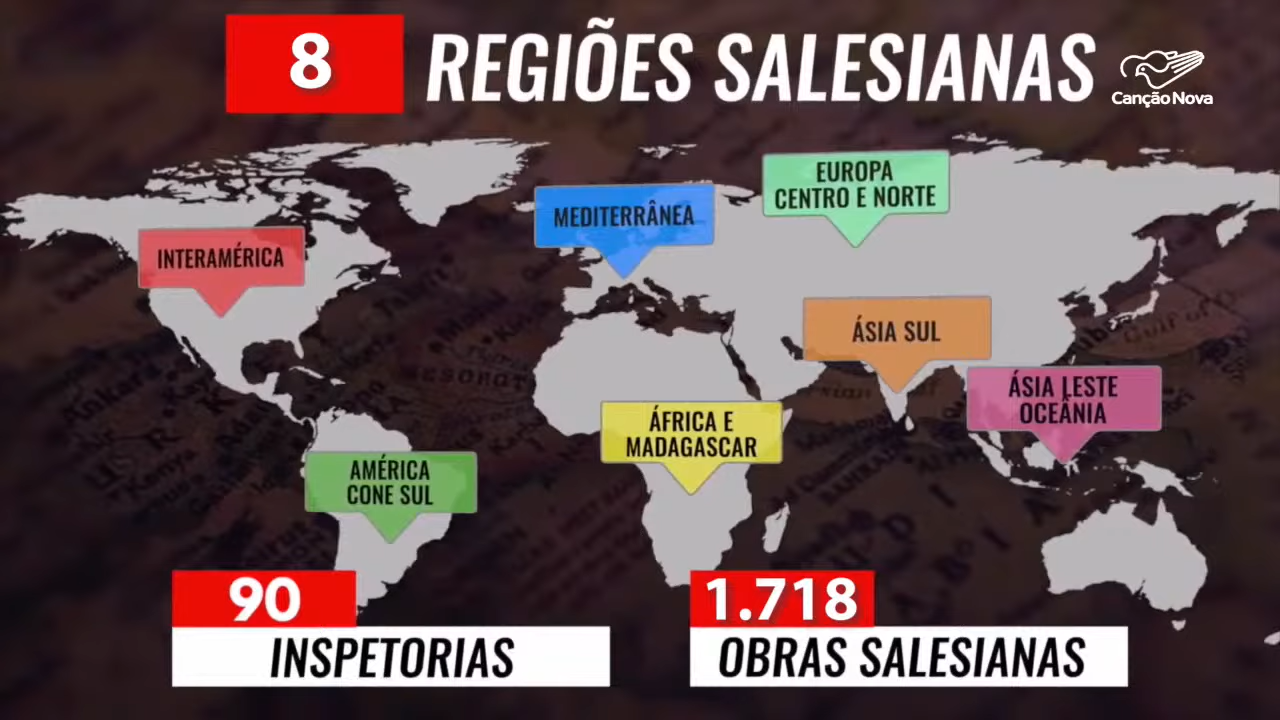 8
REGIÕES SALESIANAS
Canção Nova
EUROPA
CENTRO E NORTE
MEDITERRÂNEA
INTERAMÉRICA
ÁSIA SUL
ÁSIA LESTE
OCEÂNIA
ÁFRICA E
MADAGASCAR
AMÉRICA
CONE SUL
90
INSPETORIAS
1.718
OBRAS SALESIANAS